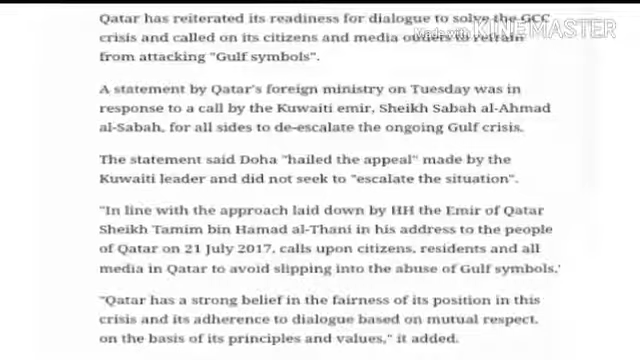 Qatar has reiterated its readiness for dialogue to solve the GCC
crisis and called on its citizens and media outlets to refrain
Made with KINEMASTER
from attacking "Gulf symbols".
A statement by Qatar's foreign ministry on Tuesday was in
response to a call by the Kuwaiti emir, Sheikh Sabah al-Ahmad
al-Sabah, for all sides to de-escalate the ongoing Gulf crisis.
The statement said Doha "hailed the appeal" made by the
Kuwaiti leader and did not seek to "escalate the situation".
"In line with the approach laid down by HH the Emir of Qatar
Sheikh Tamim bin Hamad al-Thani in his address to the people
of Qatar on 21 July 2017, calls upon citizens, residents and all
media in Qatar to avoid slipping into the abuse of Gulf symbols,'
"Qatar has a strong belief in the fairness of its position in this
crisis and its adherence to dialogue based on mutual respect,
on the basis of its principles and values," it added.